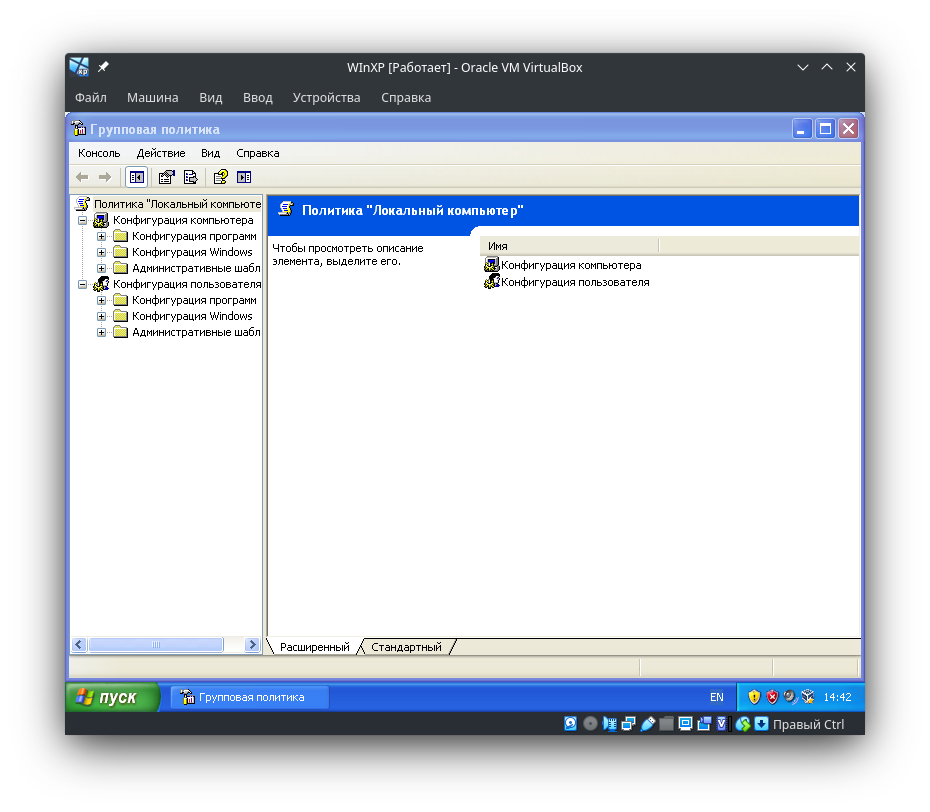 WInXP [Работает] - Oracle VM VirtualBox
Файл Машина Вид Ввод Устройства Справка
Групповая политика
Консоль Действие Вид Справка
Политика "Локальный компьюте
Конфигурация компьютера
Конфигурация программ
Конфигурация Windows
Административные шабл
Конфигурация пользователя
Конфигурация программ
Конфигурация Windows
Административные шабл
Политика "Локальный компьютер"
Чтобы просмотреть описание
элемента, выделите его.
Имя
Конфигурация компьютера
Конфигурация пользователя
Расширенный Стандартный
пуск Групповая политика EN 14:42
Правый Ctrl